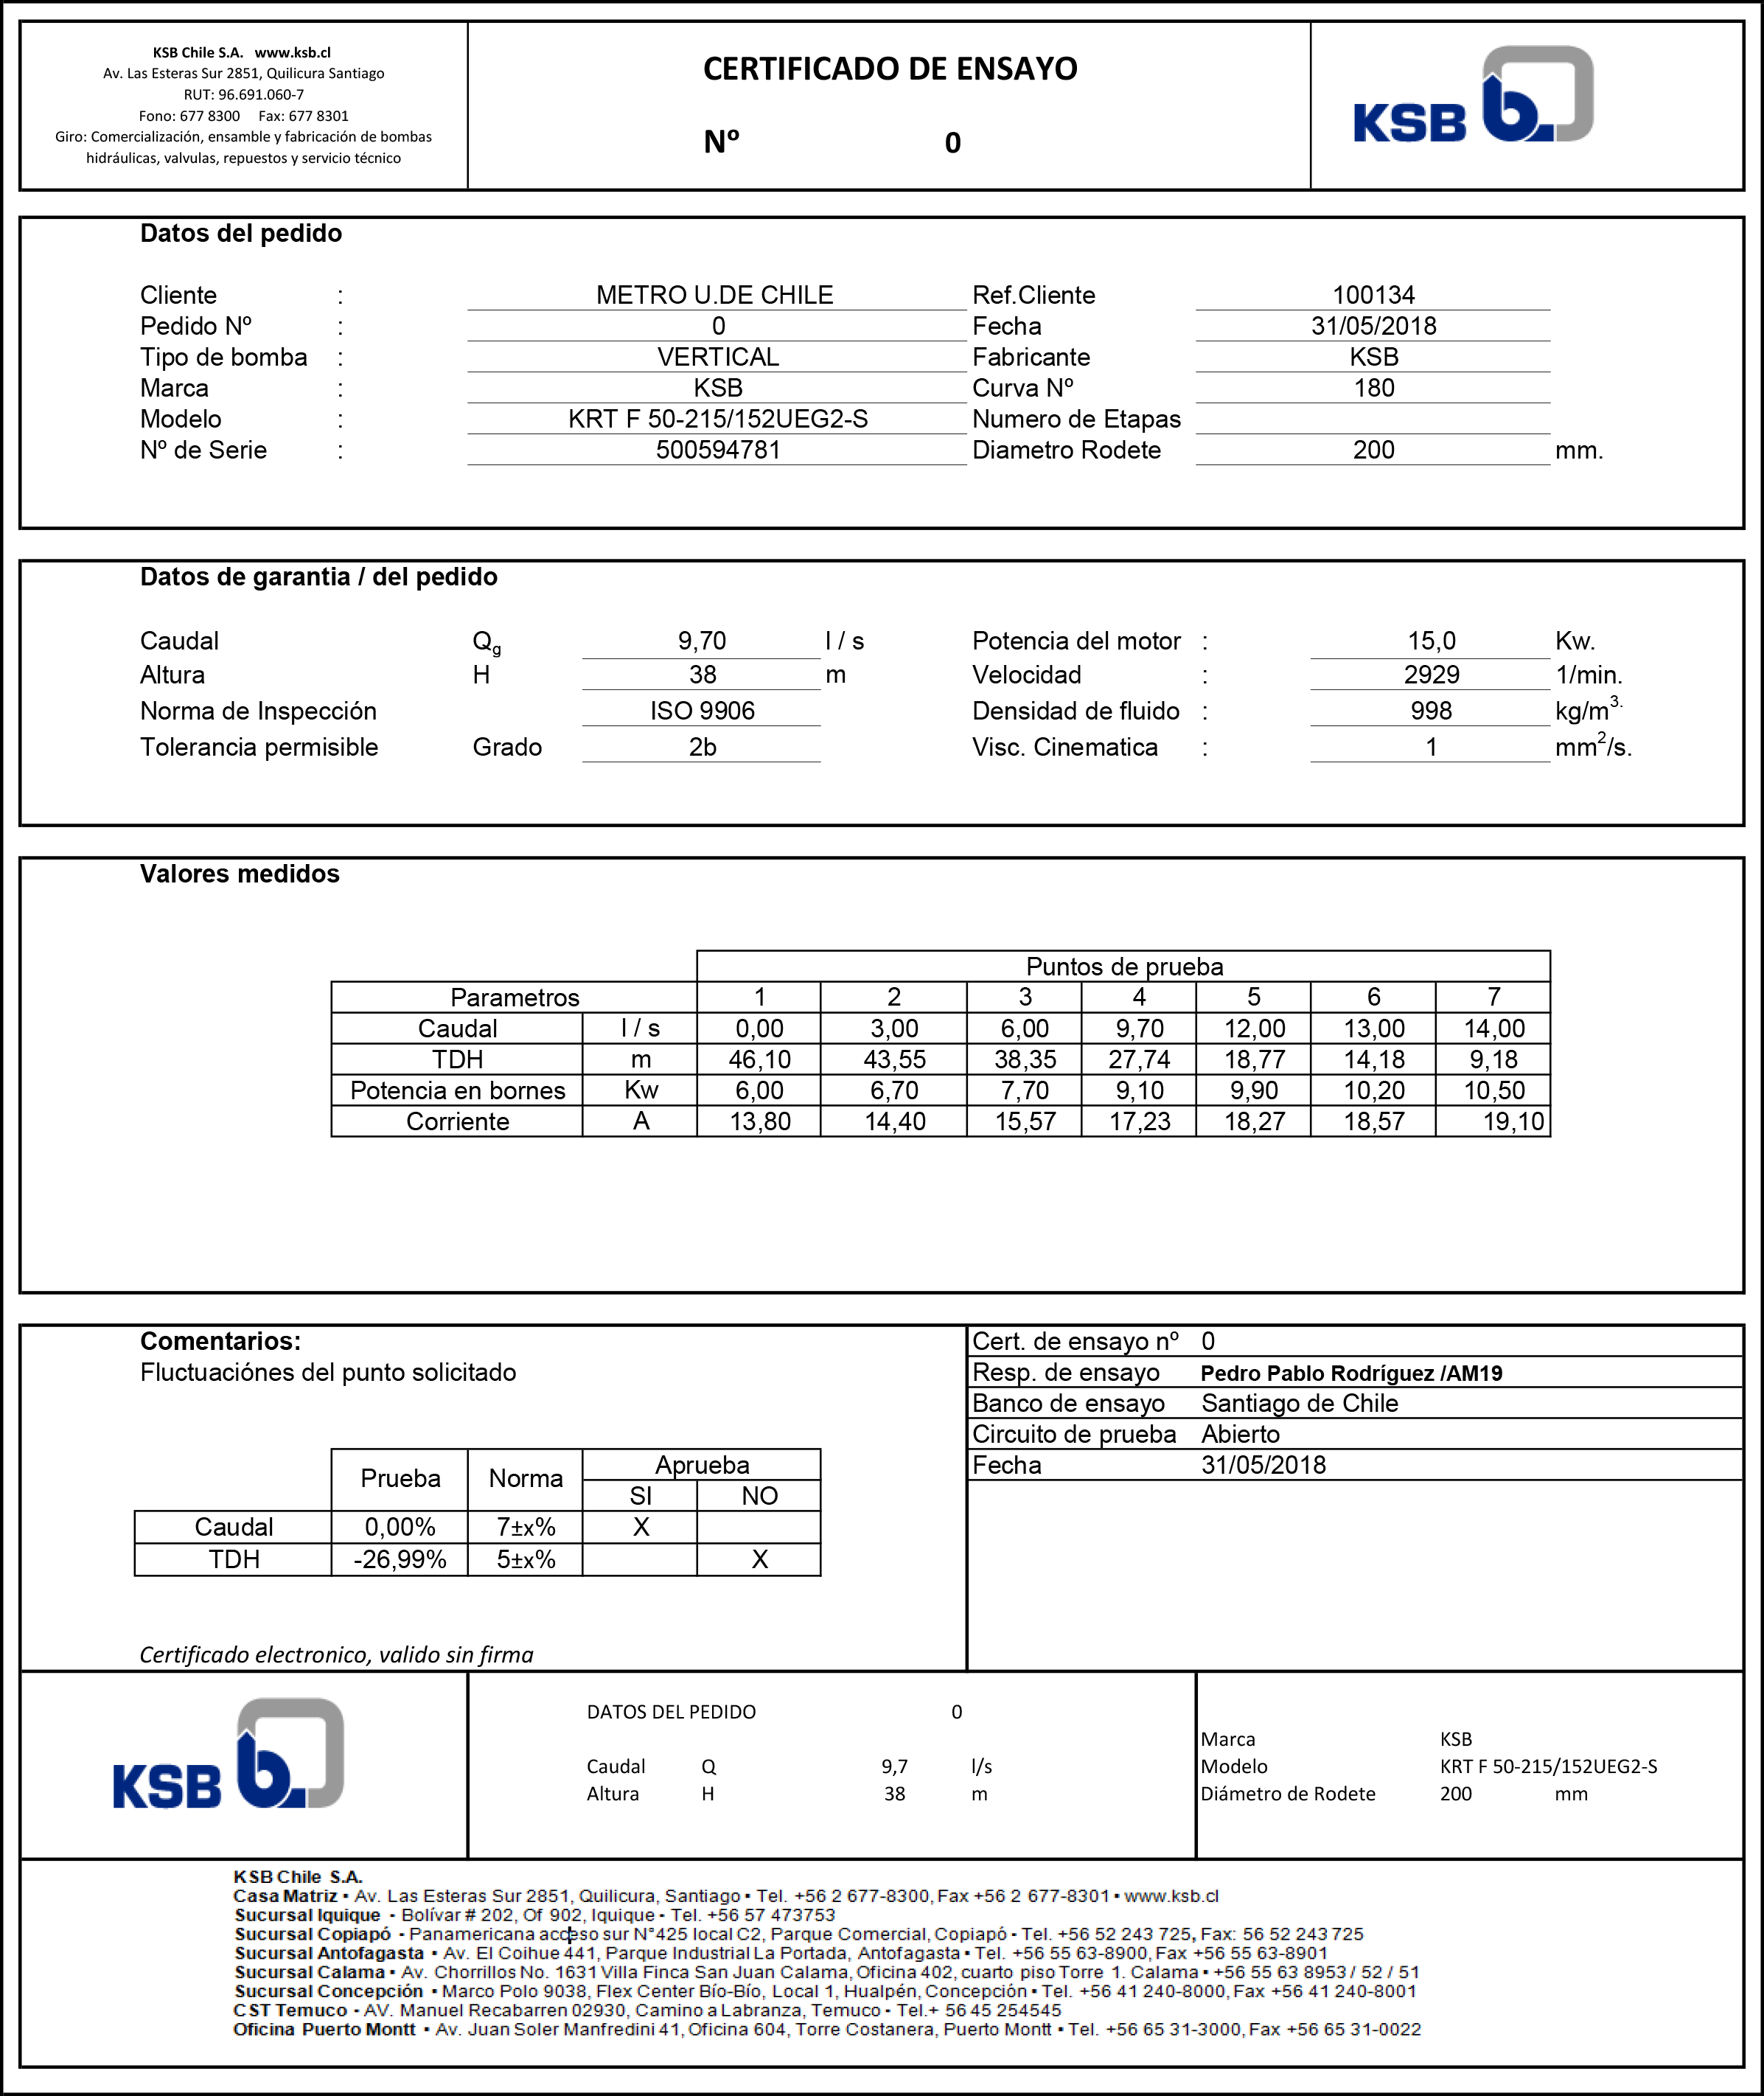 KSB Chile S.A. www.ksb.cl
Av. Las Esteras Sur 2851, Quilicura Santiago
RUT: 96.691.060-7
Fono: 677 8300 Fax: 677 8301
Giro: Comercialización, ensamble y fabricación de bombas
hidráulicas, valvulas, repuestos y servicio técnico
CERTIFICADO DE ENSAYO
Nº 0
KSB b
Datos del pedido
Cliente : METRO U.DE CHILE Ref.Cliente 100134
Pedido Nº : 0 Fecha 31/05/2018
Tipo de bomba : VERTICAL Fabricante KSB
Marca : KSB Curva Nº 180
Modelo : KRT F 50-215/152UEG2-S Numero de Etapas
Nº de Serie : 500594781 Diametro Rodete 200 mm.
Datos de garantia / del pedido
Caudal Qg 9,70 l / s Potencia del motor : 15,0 Kw.
Altura H 38 m Velocidad : 2929 1/min.
Norma de Inspección ISO 9906 Densidad de fluido : 998 kg/m3.
Tolerancia permisible Grado 2b Visc. Cinematica : 1 mm2/s.
Valores medidos
Puntos de prueba
Parametros 1 2 3 4 5 6 7
Caudal l / s 0,00 3,00 6,00 9,70 12,00 13,00 14,00
TDH m 46,10 43,55 38,35 27,74 18,77 14,18 9,18
Potencia en bornes Kw 6,00 6,70 7,70 9,10 9,90 10,20 10,50
Corriente A 13,80 14,40 15,57 17,23 18,27 18,57 19,10
Comentarios:
Fluctuaciónes del punto solicitado
Prueba Norma Aprueba
SI NO
Caudal 0,00% 7±x% X
TDH -26,99% 5±x% X
Certificado electronico, valido sin firma
Cert. de ensayo nº 0
Resp. de ensayo Pedro Pablo Rodríguez /AM19
Banco de ensayo Santiago de Chile
Circuito de prueba Abierto
Fecha 31/05/2018
KSB b
DATOS DEL PEDIDO 0
Caudal Q 9,7 l/s
Altura H 38 m
Marca KSB
Modelo KRT F 50-215/152UEG2-S
Diámetro de Rodete 200 mm
KSB Chile S.A.
Casa Matriz ▪ Av. Las Esteras Sur 2851, Quilicura, Santiago ▪ Tel. +56 2 677-8300, Fax +56 2 677-8301 ▪ www.ksb.cl
Sucursal Iquique - Bolívar # 202, Of 902, Iquique - Tel. +56 57 473753
Sucursal Copiapó - Panamericana acceso sur N°425 local C2, Parque Comercial, Copiapó - Tel. +56 52 243 725, Fax: 56 52 243 725
Sucursal Antofagasta ▪ Av. El Coihue 441, Parque Industrial La Portada, Antofagasta ▪ Tel. +56 55 63-8900, Fax +56 55 63-8901
Sucursal Calama ▪ Av. Chorrillos No. 1631 Villa Finca San Juan Calama, Oficina 402, cuarto piso Torre 1. Calama ▪ +56 55 63 8953 / 52 / 51
Sucursal Concepción ▪ Marco Polo 9038, Flex Center Bío-Bío, Local 1, Hualpén, Concepción ▪ Tel. +56 41 240-8000, Fax +56 41 240-8001
CST Temuco - AV. Manuel Recabarren 02930, Camino a Labranza, Temuco - Tel.+ 56 45 254545
Oficina Puerto Montt ▪ Av. Juan Soler Manfredini 41, Oficina 604, Torre Costanera, Puerto Montt ▪ Tel. +56 65 31-3000, Fax +56 65 31-0022